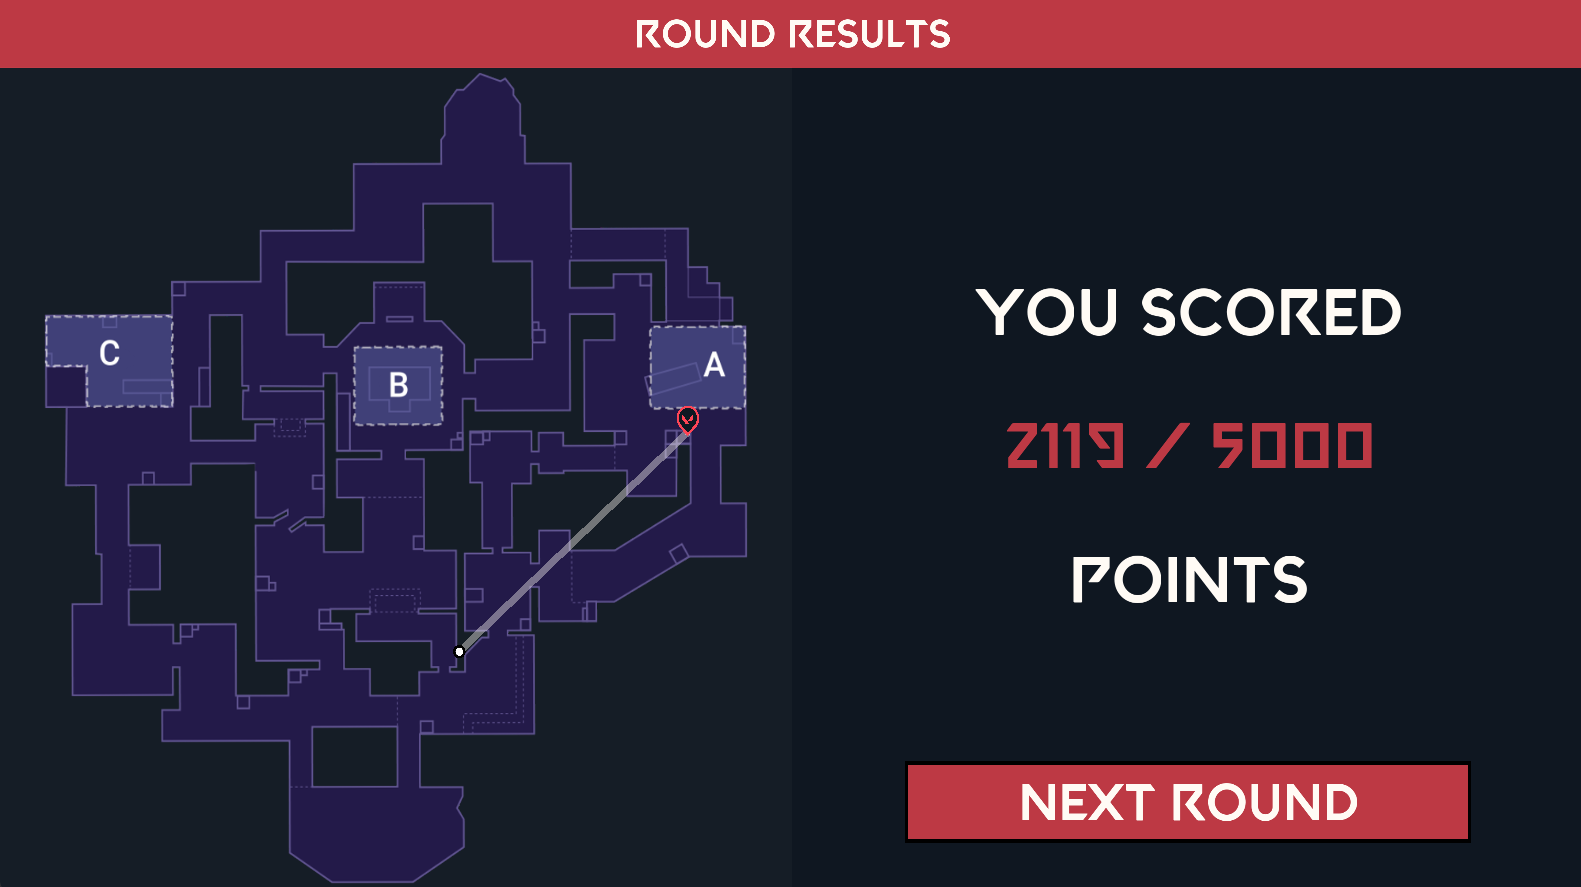 ROUND RESULTS
C
B
A
YOU SCORED
2119 / 5000
POINTS
NEXT ROUND